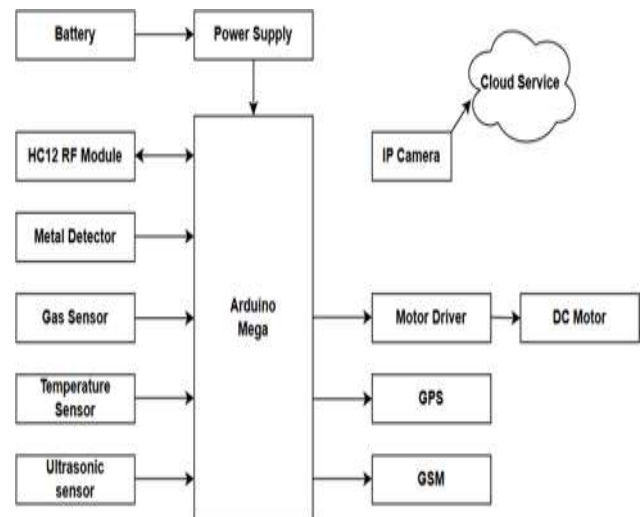 Battery
Power Supply
Cloud Service
HC12 RF Module
IP Camera
Metal Detector
Gas Sensor
Arduino
Mega
Motor Driver
DC Motor
Temperature
Sensor
GPS
Ultrasonic
sensor
GSM